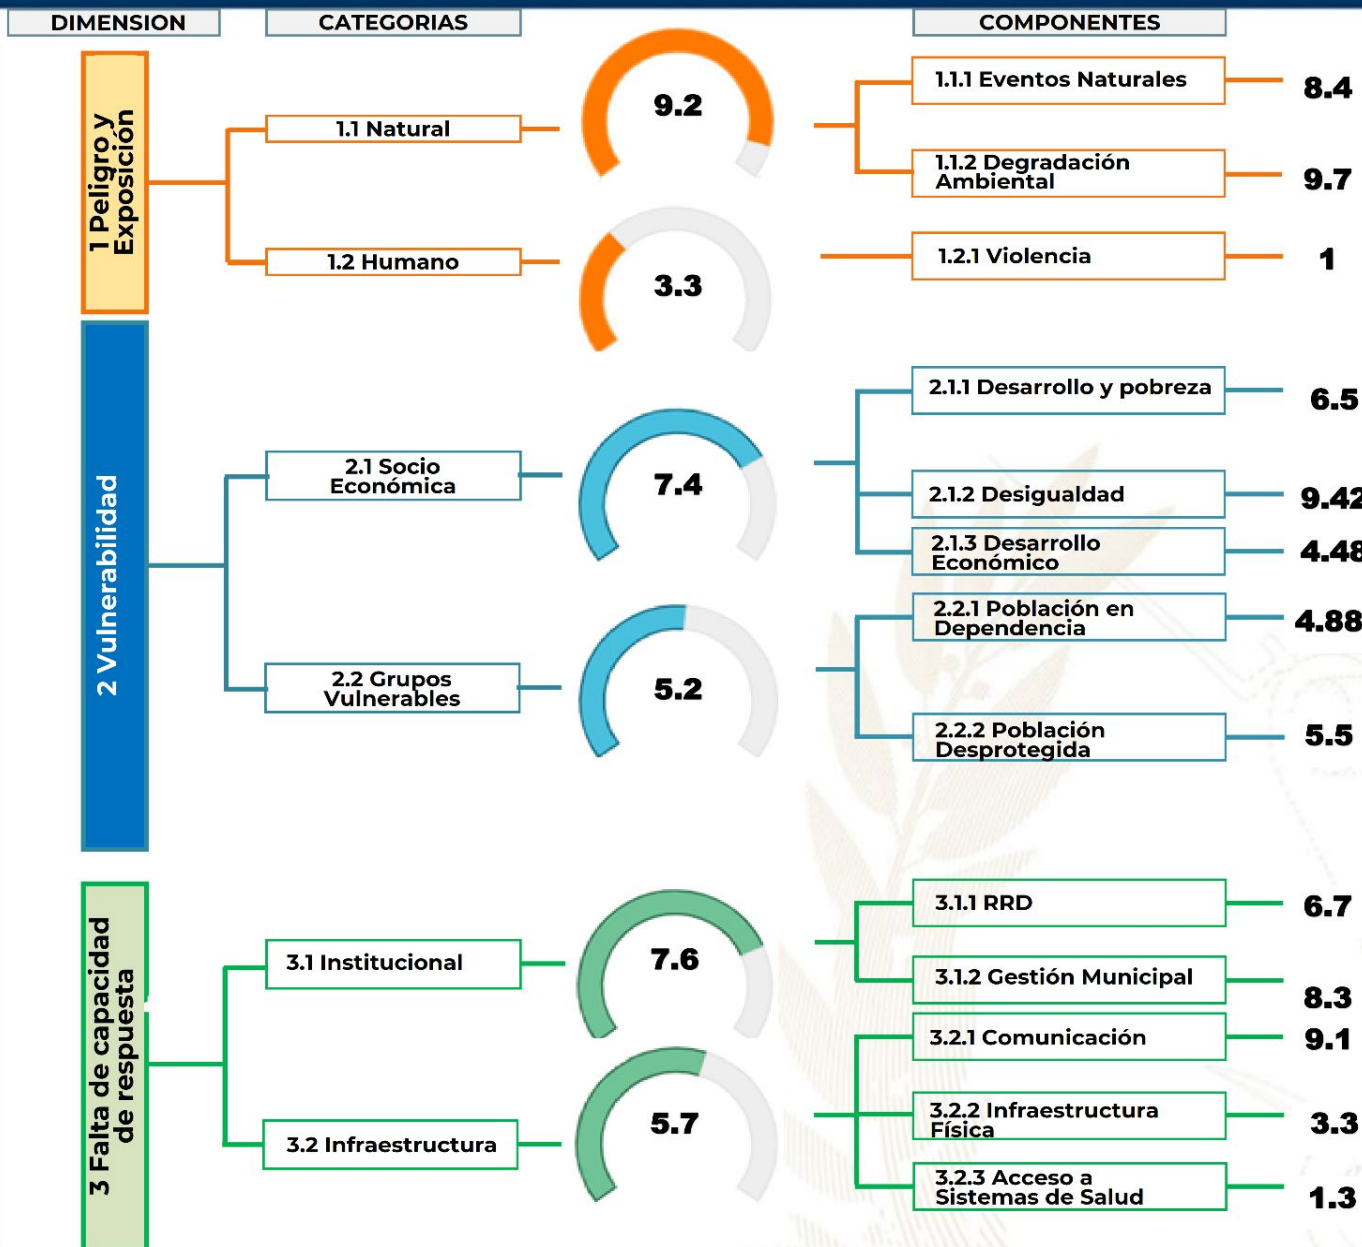 DIMENSION
CATEGORIAS
COMPONENTES
1 Peligro y
Exposición
1.1 Natural
9.2
1.1.1 Eventos Naturales
8.4
1.1.2 Degradación
Ambiental
9.7
1.2 Humano
3.3
1.2.1 Violencia
1
2 Vulnerabilidad
2.1 Socio
Económica
7.4
2.1.1 Desarrollo y pobreza
6.5
2.1.2 Desigualdad
9.42
2.1.3 Desarrollo
Económico
4.48
2.2 Grupos
Vulnerables
5.2
2.2.1 Población en
Dependencia
4.88
2.2.2 Población
Desprotegida
5.5
3 Falta de capacidad
de respuesta
3.1 Institucional
7.6
3.1.1 RRD
6.7
3.1.2 Gestión Municipal
8.3
3.2 Infraestructura
5.7
3.2.1 Comunicación
9.1
3.2.2 Infraestructura
Física
3.3
3.2.3 Acceso a
Sistemas de Salud
1.3